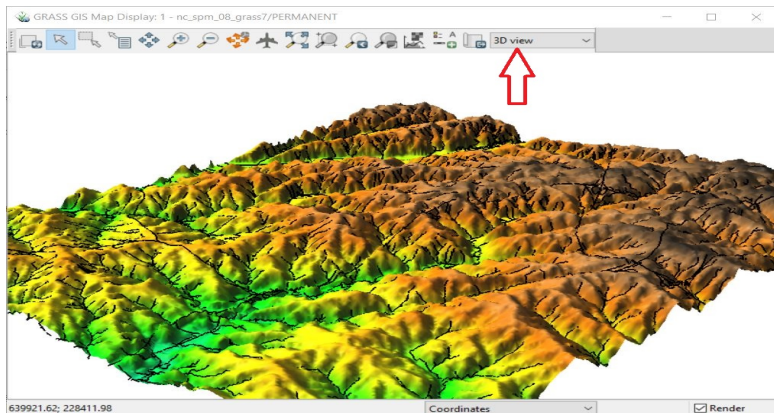 GRASS GIS Map Display: 1 - nc_spm_08_grass7/PERMANENT
3D view
639921.62; 228411.98
Coordinates
Render